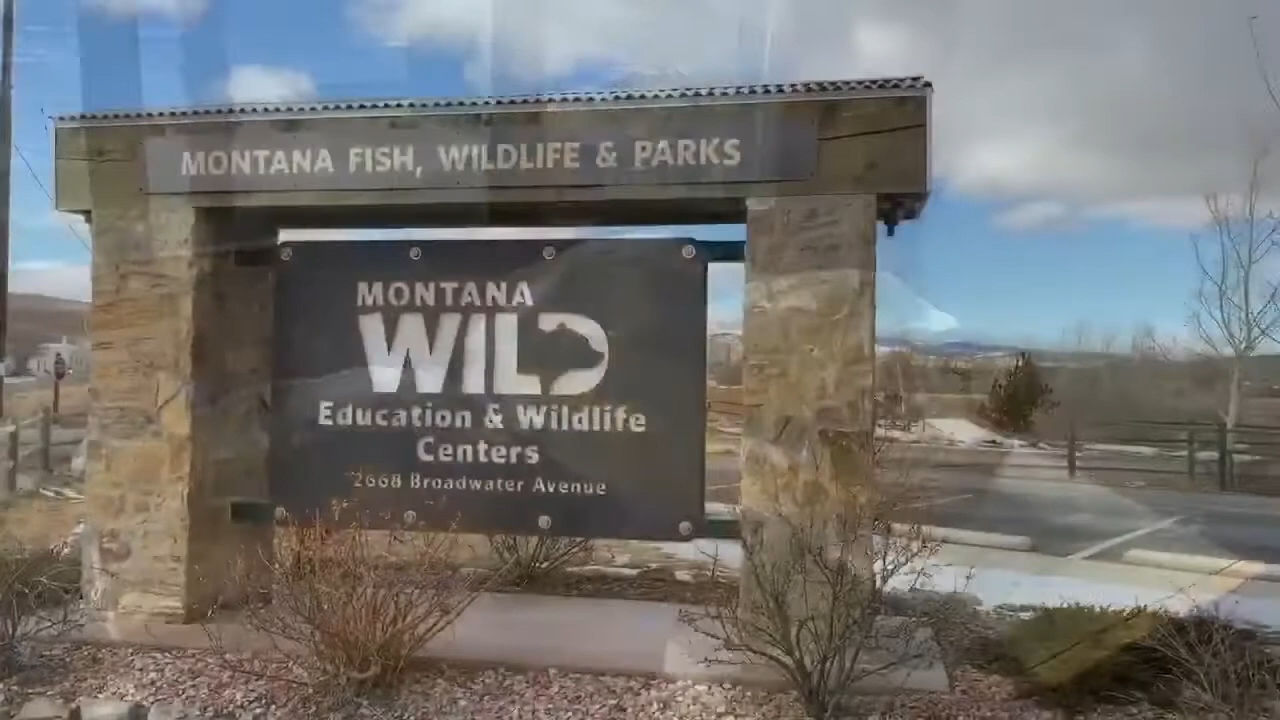 MONTANA FISH, WILDLIFE & PARKS
MONTANA
WILD
Education & Wildlife
Centers
2668 Broadwater Avenue